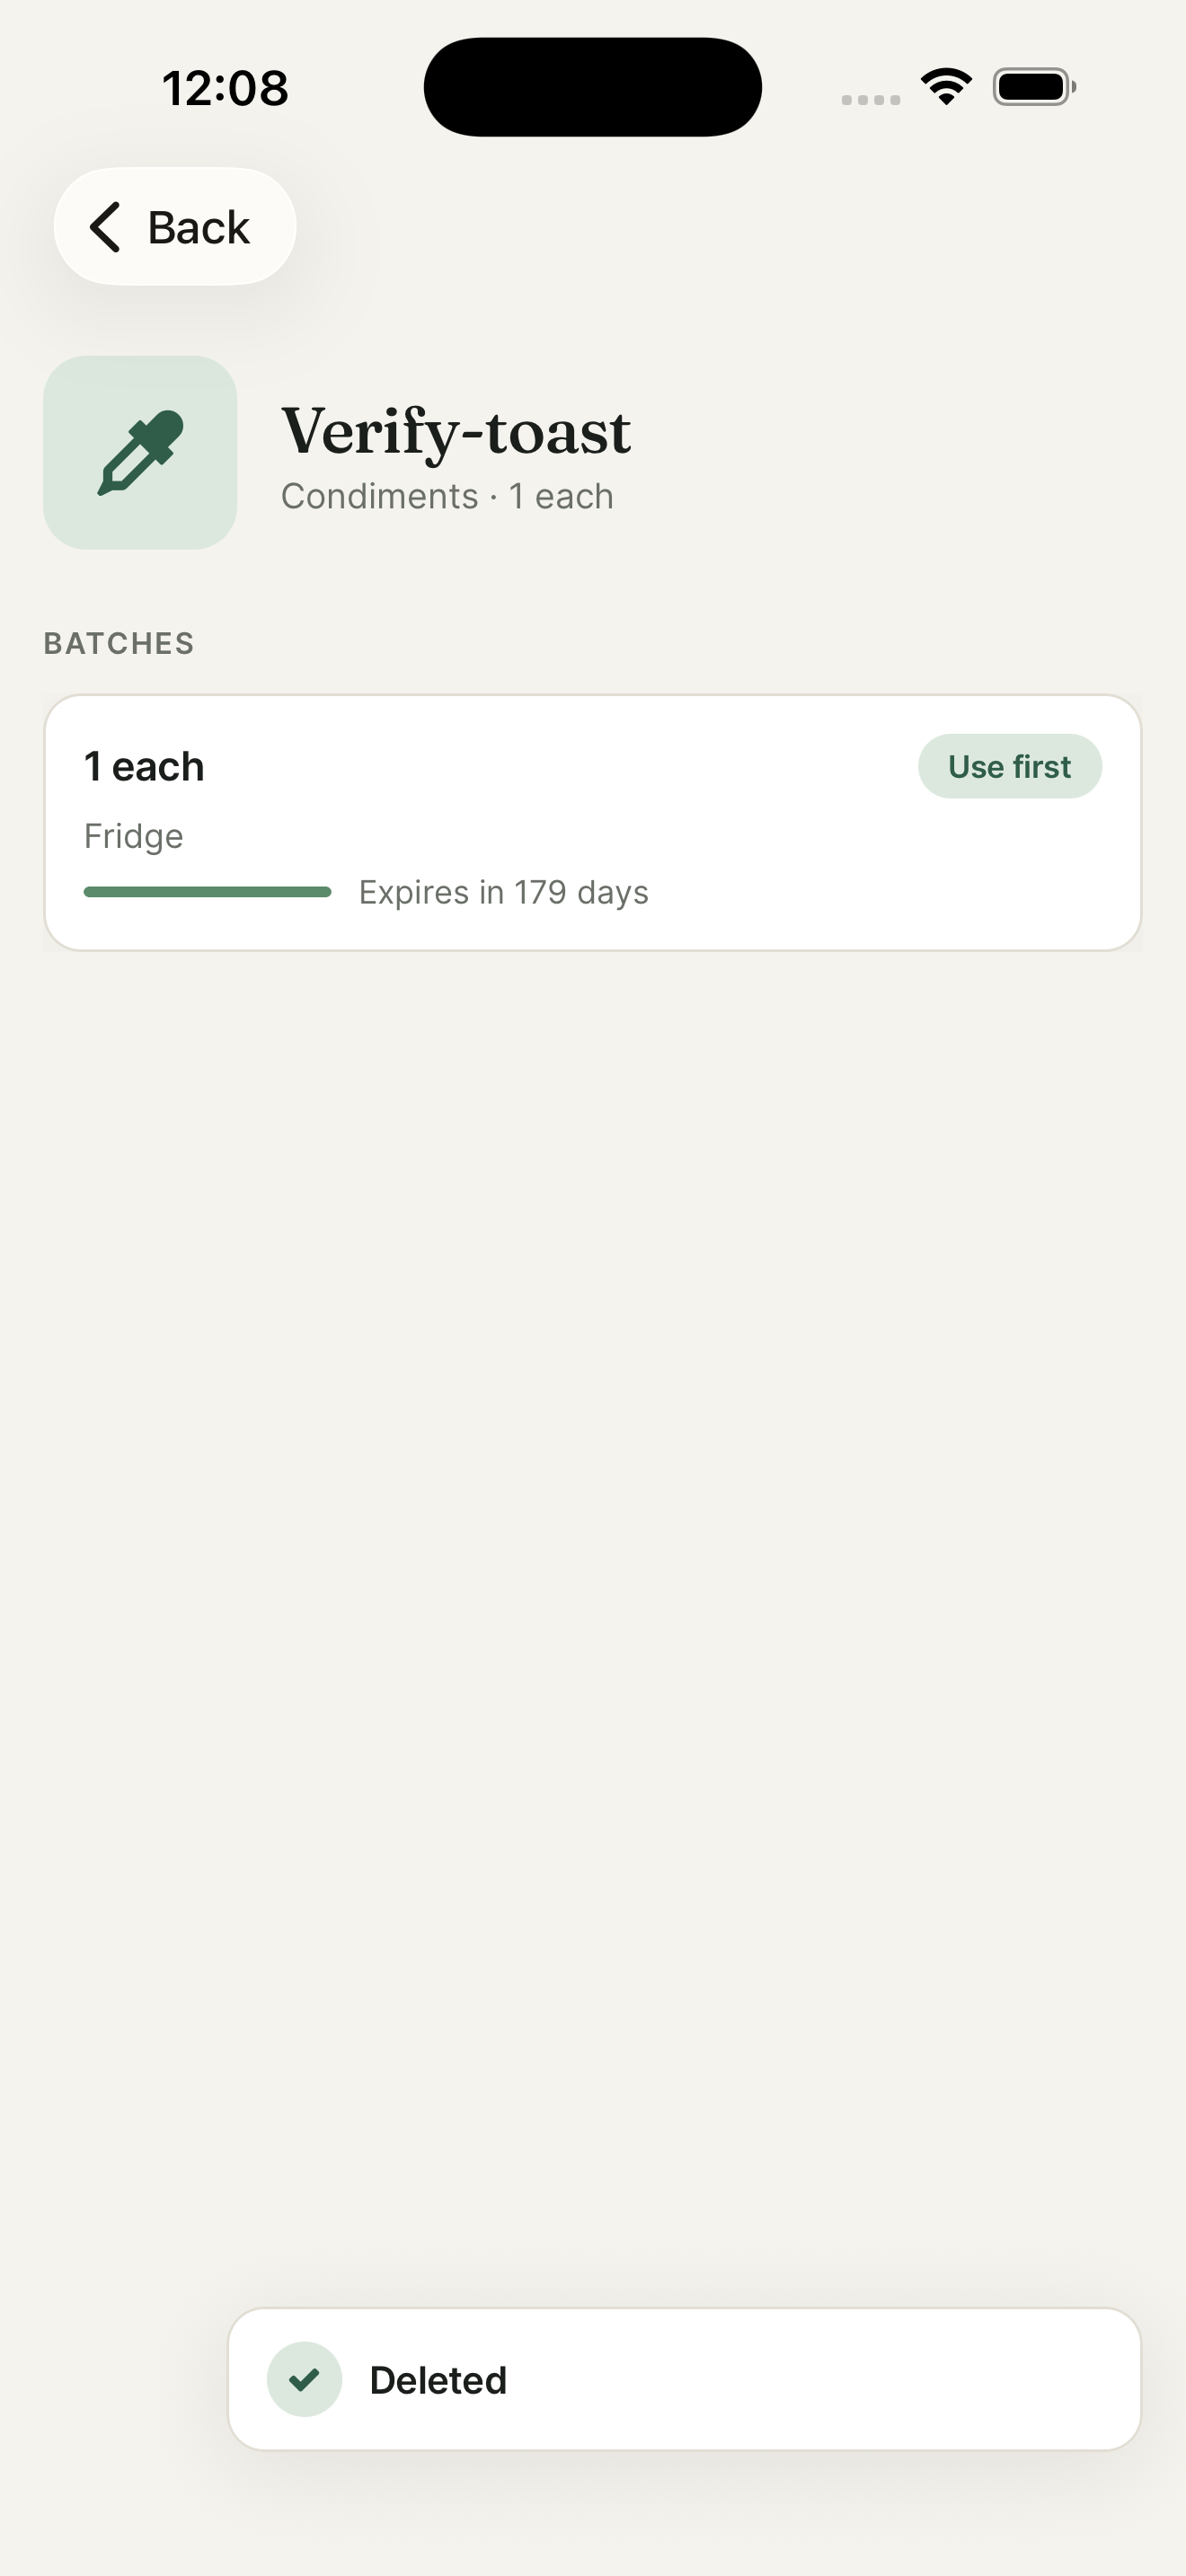 12:08
Back
Verify-toast
Condiments · 1 each
BATCHES
1 each
Use first
Fridge
Expires in 179 days
Deleted